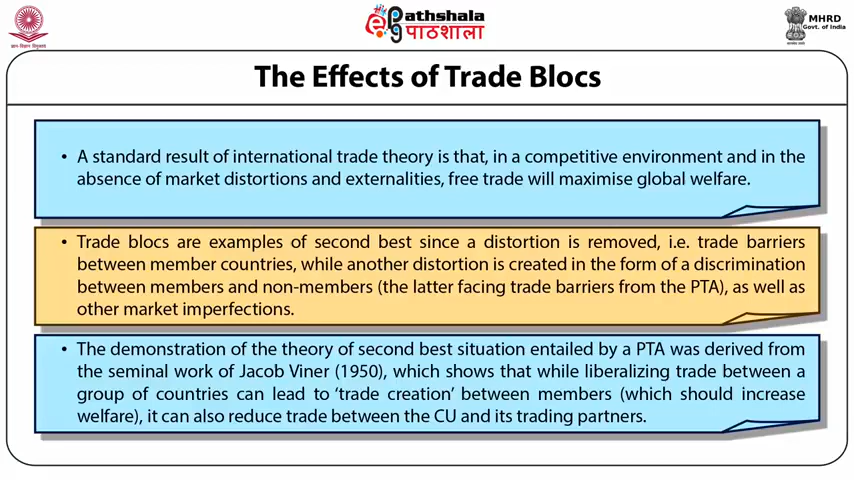 ePathshala
पाठशाला
MHRD
Govt. of India
The Effects of Trade Blocs
• A standard result of international trade theory is that, in a competitive environment and in the
absence of market distortions and externalities, free trade will maximise global welfare.
• Trade blocs are examples of second best since a distortion is removed, i.e. trade barriers
between member countries, while another distortion is created in the form of a discrimination
between members and non-members (the latter facing trade barriers from the PTA), as well as
other market imperfections.
• The demonstration of the theory of second best situation entailed by a PTA was derived from
the seminal work of Jacob Viner (1950), which shows that while liberalizing trade between a
group of countries can lead to ‘trade creation’ between members (which should increase
welfare), it can also reduce trade between the CU and its trading partners.